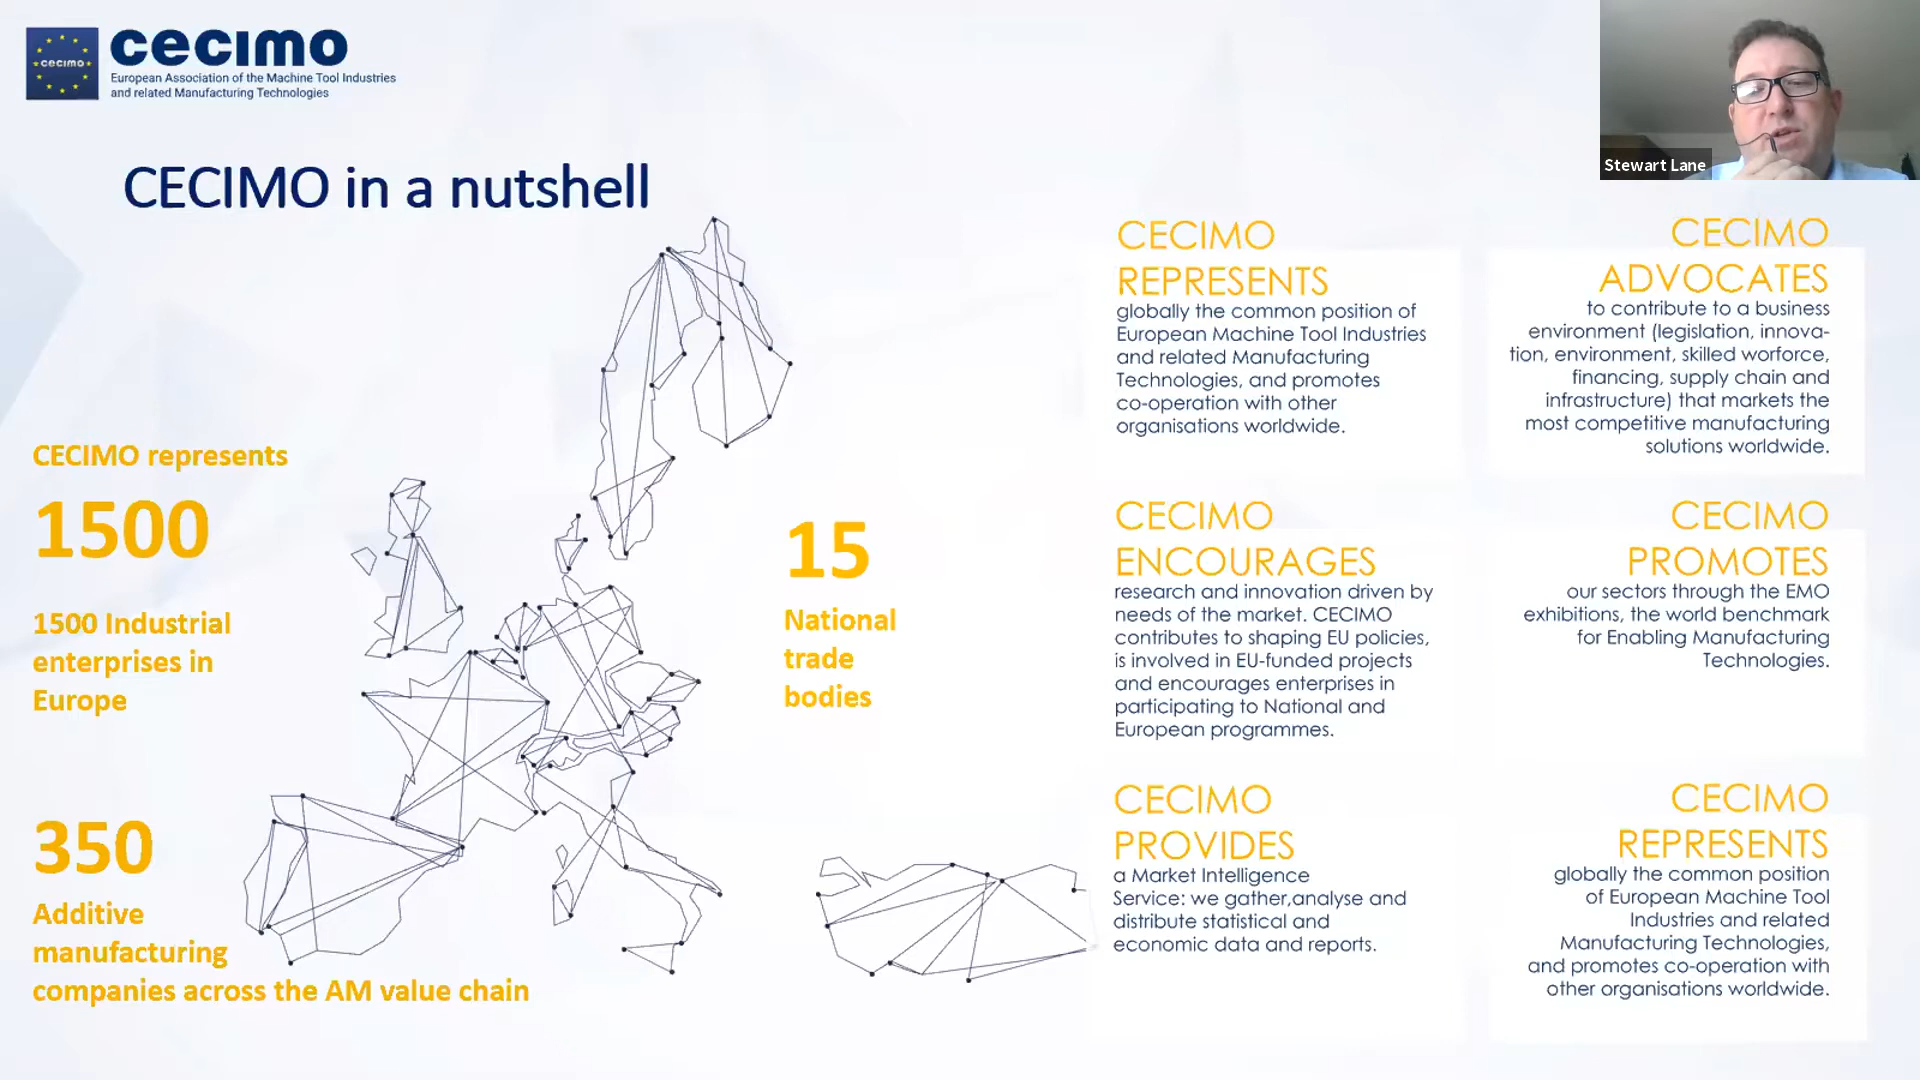 cecimo
cecimo
European Association of the Machine Tool Industries
and related Manufacturing Technologies
Stewart Lane
CECIMO in a nutshell
CECIMO represents
1500
1500 Industrial
enterprises in
Europe
350
Additive
manufacturing
companies across the AM value chain
15
National
trade
bodies
CECIMO
REPRESENTS
globally the common position of
European Machine Tool Industries
and related Manufacturing
Technologies, and promotes
co-operation with other
organisations worldwide.
CECIMO
ADVOCATES
to contribute to a business
environment (legislation, innova-
tion, environment, skilled worforce,
financing, supply chain and
infrastructure) that markets the
most competitive manufacturing
solutions worldwide.
CECIMO
ENCOURAGES
research and innovation driven by
needs of the market. CECIMO
contributes to shaping EU policies,
is involved in EU-funded projects
and encourages enterprises in
participating to National and
European programmes.
CECIMO
PROMOTES
our sectors through the EMO
exhibitions, the world benchmark
for Enabling Manufacturing
Technologies.
CECIMO
PROVIDES
a Market Intelligence
Service: we gather,analyse and
distribute statistical and
economic data and reports.
CECIMO
REPRESENTS
globally the common position
of European Machine Tool
Industries and related
Manufacturing Technologies,
and promotes co-operation with
other organisations worldwide.